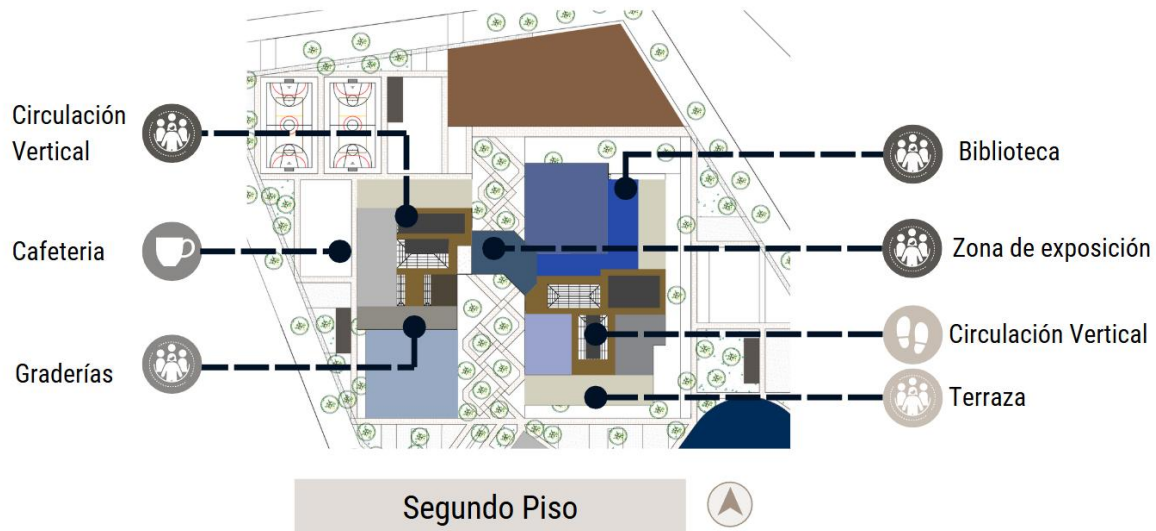 Circulación
Vertical
Cafeteria
Graderías
Biblioteca
Zona de exposición
Circulación Vertical
Terraza
Segundo Piso